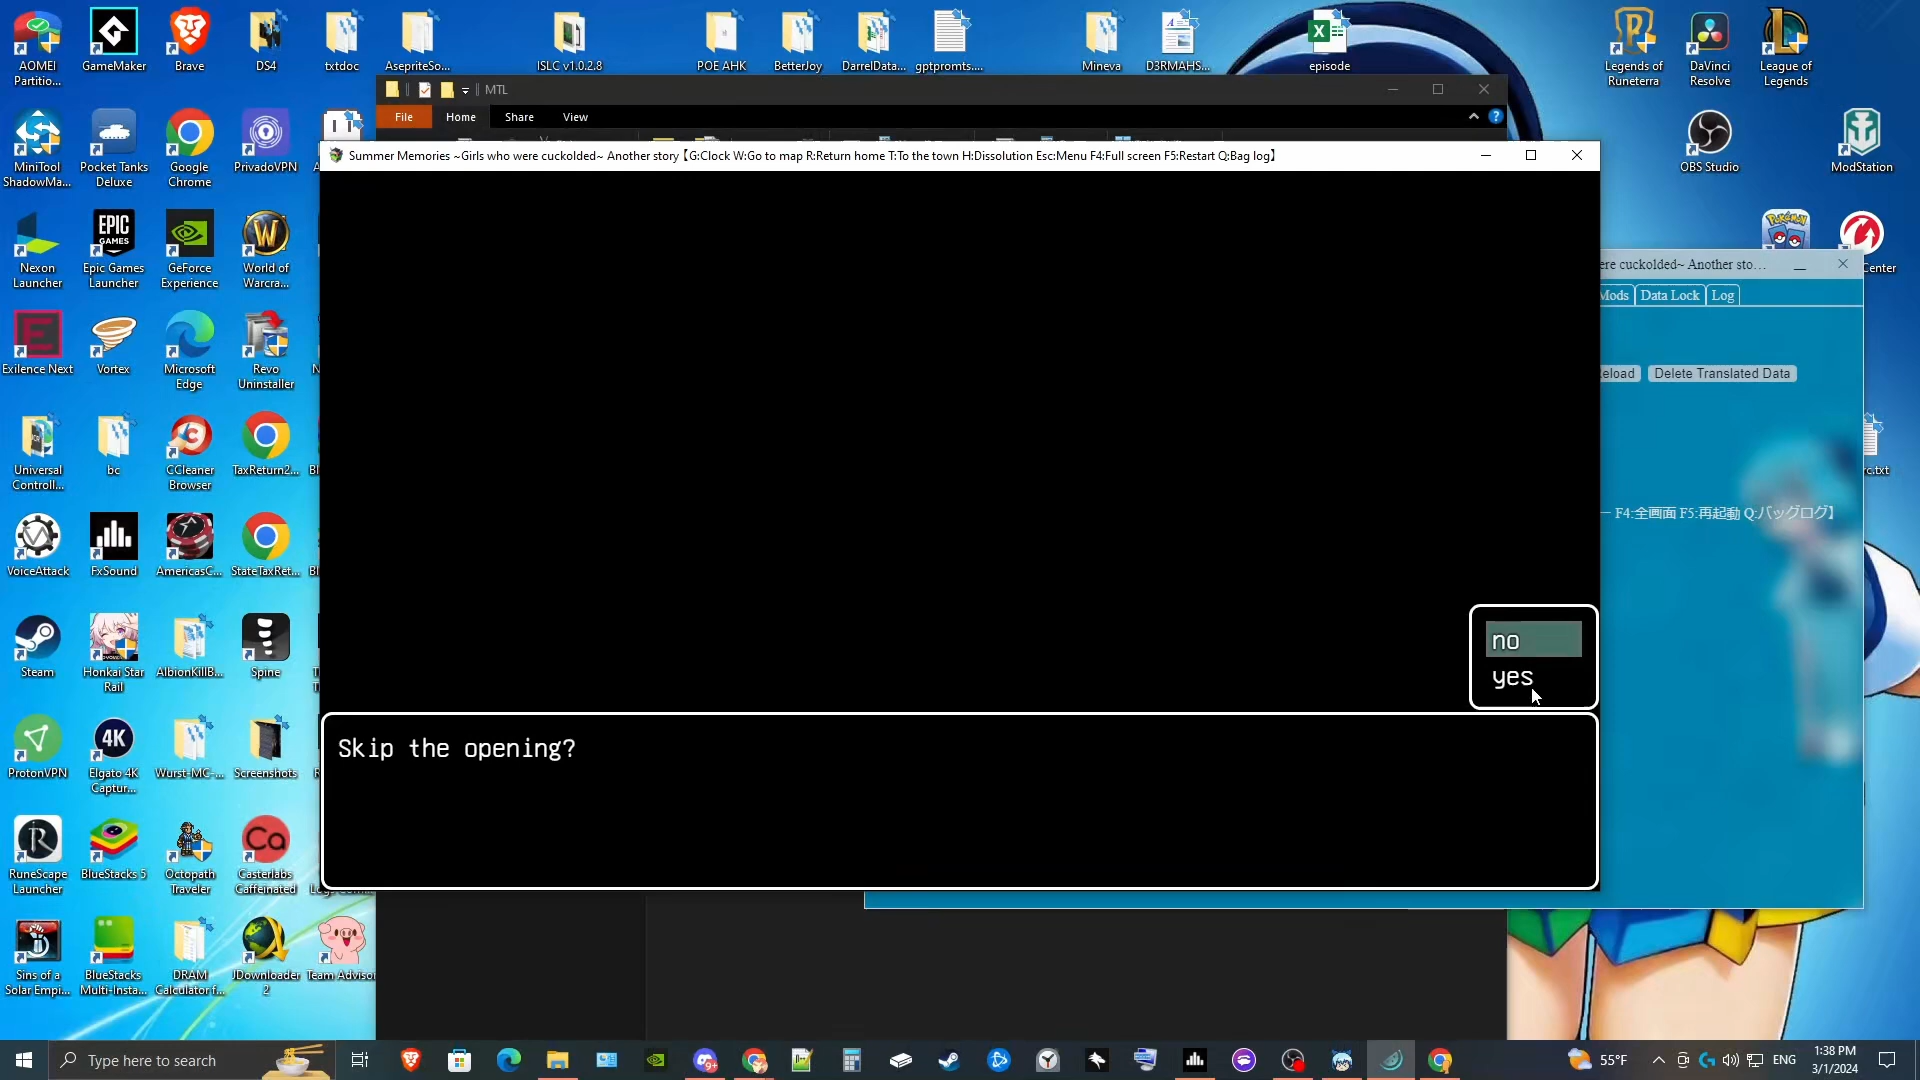 AOMEI Partitio...
GameMaker
Brave
DS4
txtdoc
AsepriteSo...
ISLC v1.0.2.8
POE AHK
BetterJoy
DarrelData...
gptpromts....
Mineva
D3RMAHS...
episode
Legends of Runeterra
DaVinci Resolve
League of Legends
MTL
File
Home
Share
View
MiniTool ShadowMa...
Pocket Tanks Deluxe
Google Chrome
PrivadoVPN
OBS Studio
ModStation
Summer Memories ~Girls who were cuckolded~ Another story【G:Clock W:Go to map R:Return home T:To the town H:Dissolution Esc:Menu F4:Full screen F5:Restart Q:Bag log】
Nexon Launcher
Epic Games Launcher
GeForce Experience
World of Warcra...
Center
ere cuckolded~ Another sto...
Mods
Data Lock
Log
Exilence Next
Vortex
Microsoft Edge
Revo Uninstaller
Delete Translated Data
Universal Controll...
bc
CCleaner Browser
TaxReturn2...
rc.txt
ー F4:全画面 F5:再起動 Q:バッグログ】
VoiceAttack
FxSound
AmericasC...
StateTaxRet...
no
yes
Steam
Honkai Star Rail
AlbionKillB...
Spine
Skip the opening?
ProtonVPN
Elgato 4K Captur...
Wurst-MC-...
Screenshots
RuneScape Launcher
BlueStacks 5
Octopath Traveler
Casterlabs Caffeinated
Sins of a Solar Empi...
BlueStacks Multi-Insta...
DRAM Calculator f...
JDownloader 2
Team Advisor
Type here to search
55°F
ENG
1:38 PM
3/1/2024